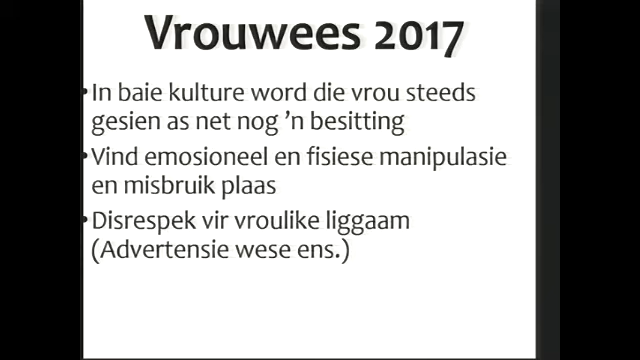 Vrouwees 2017
•In baie kulture word die vrou steeds
gesien as net nog 'n besitting
•Vind emosioneel en fisiese manipulasie
en misbruik plaas
•Disrespek vir vroulike liggaam
(Advertensie wese ens.)